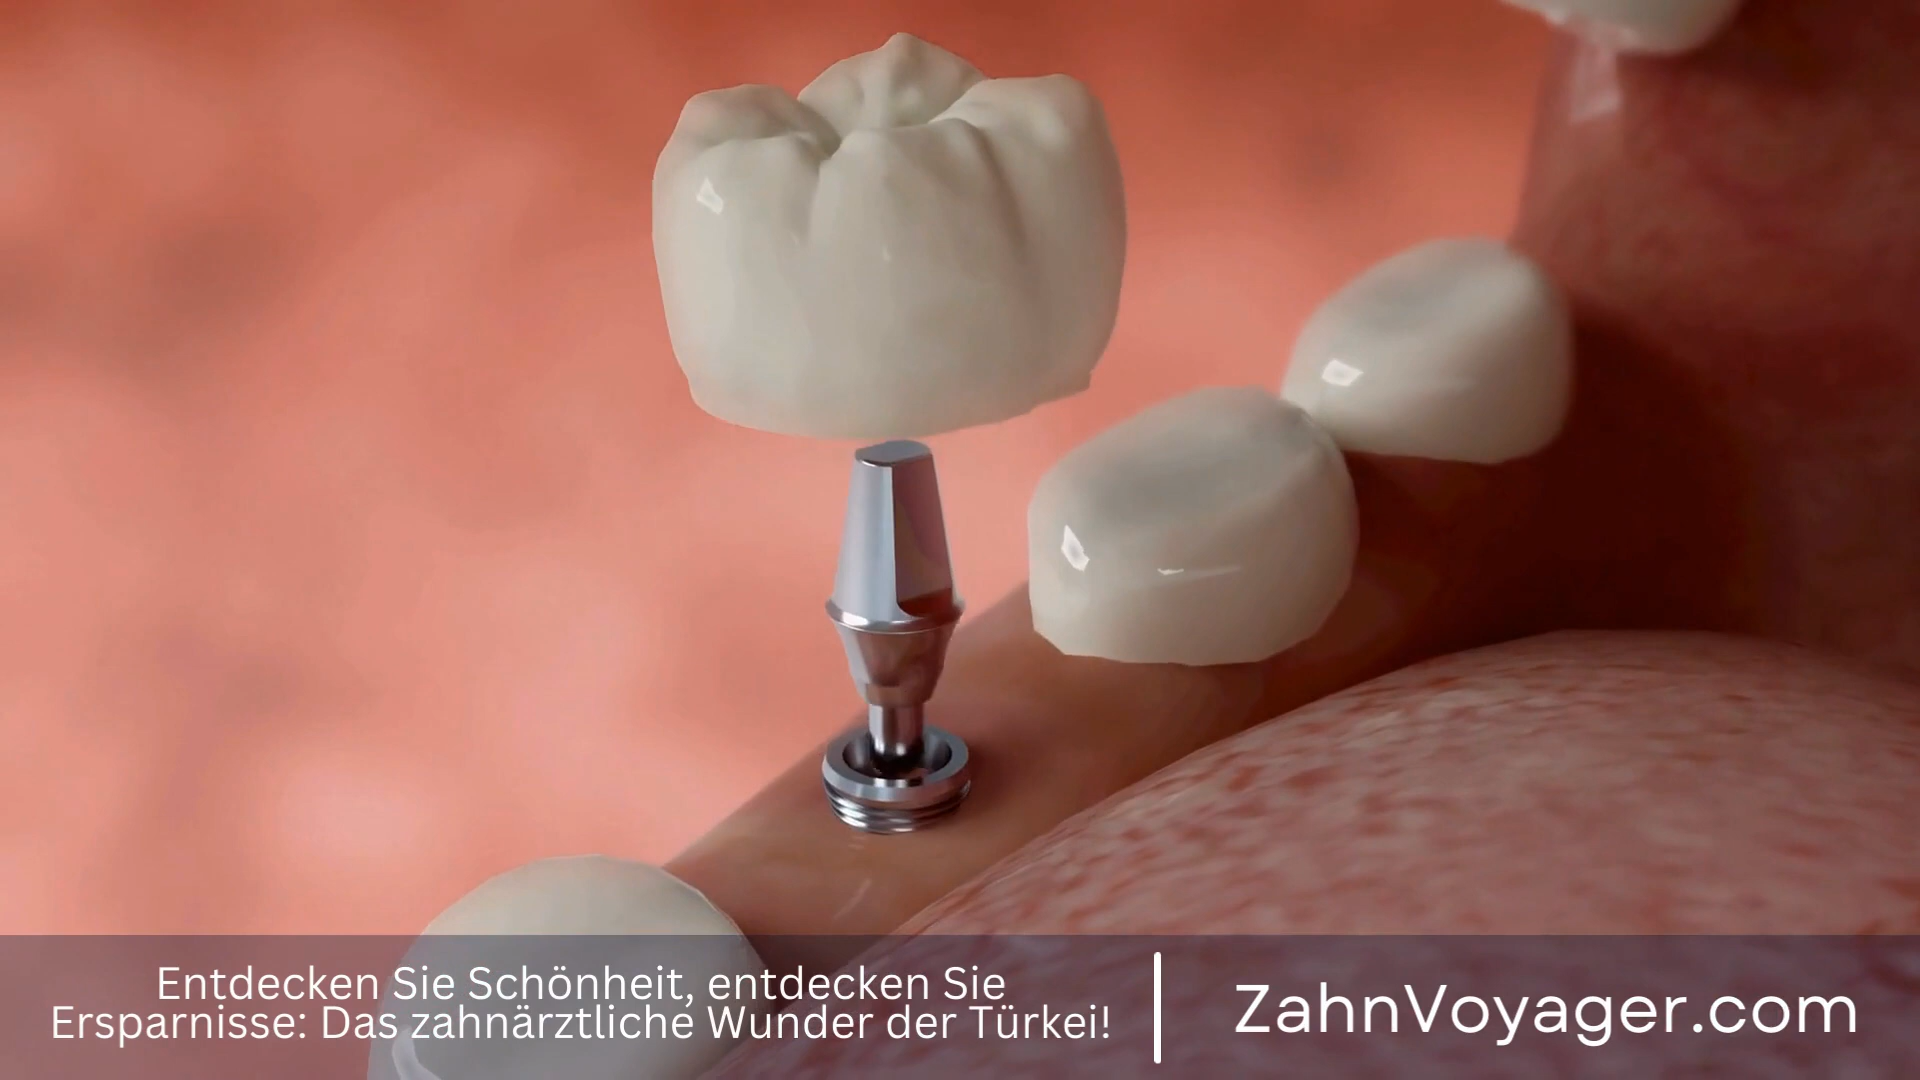 Entdecken Sie Schönheit, entdecken Sie
Ersparnisse: Das zahnärztliche Wunder der Türkei!
ZahnVoyager.com